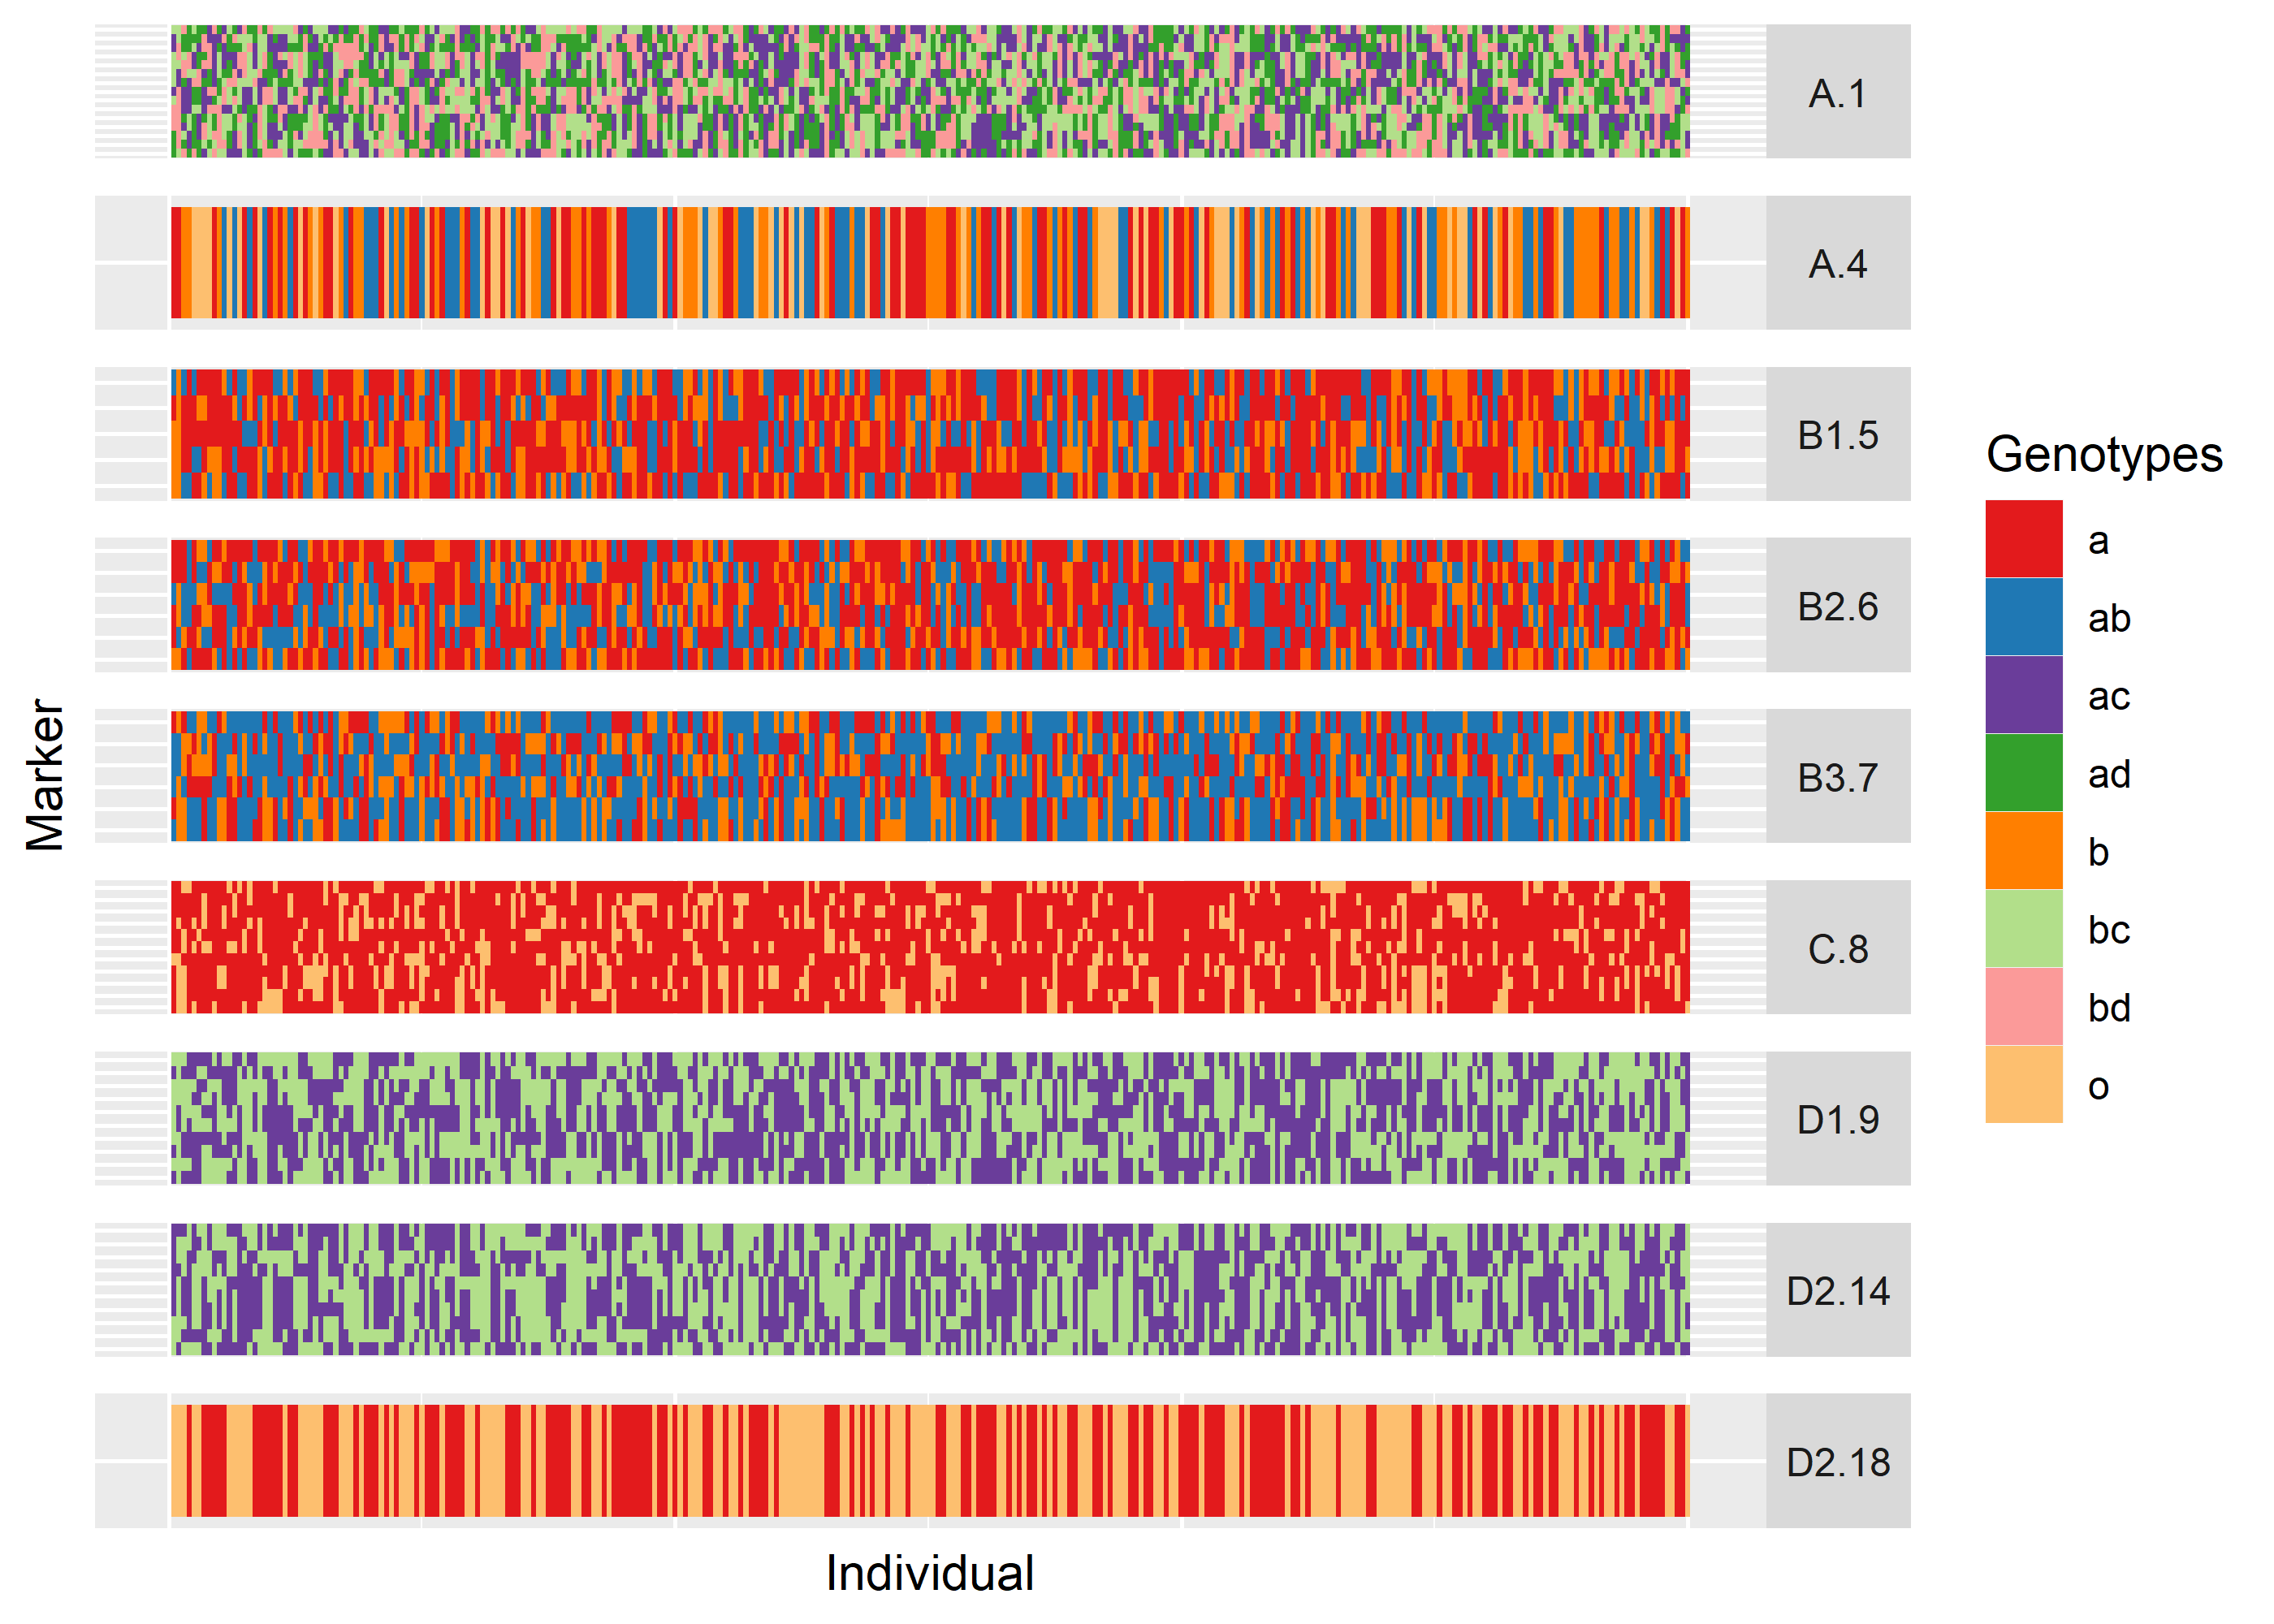 A.1
A.4
B1.5
B2.6
B3.7
C.8
D1.9
D2.14
D2.18
Marker
Individual
Genotypes
a
ab
ac
ad
b
bc
bd
o